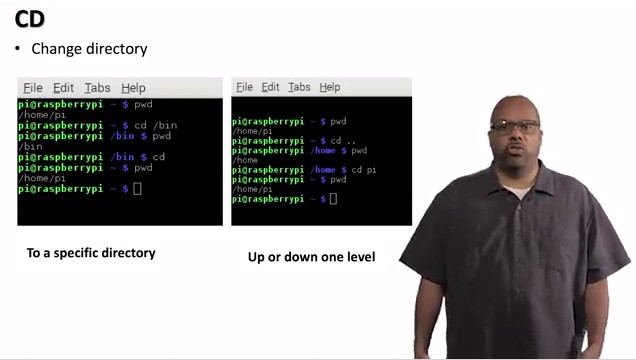 CD
• Change directory
File Edit Tabs Help
pi@raspberrypi ~ $ pwd
/home/pi
pi@raspberrypi ~ $ cd /bin
pi@raspberrypi /bin $ pwd
/bin
pi@raspberrypi /bin $ cd
pi@raspberrypi ~ $ pwd
/home/pi
pi@raspberrypi ~ $
File Edit Tabs Help
pi@raspberrypi ~ $ pwd
/home/pi
pi@raspberrypi ~ $ cd ..
pi@raspberrypi /home $ pwd
/home
pi@raspberrypi /home $ cd pi
pi@raspberrypi ~ $ pwd
/home/pi
pi@raspberrypi ~ $
To a specific directory
Up or down one level